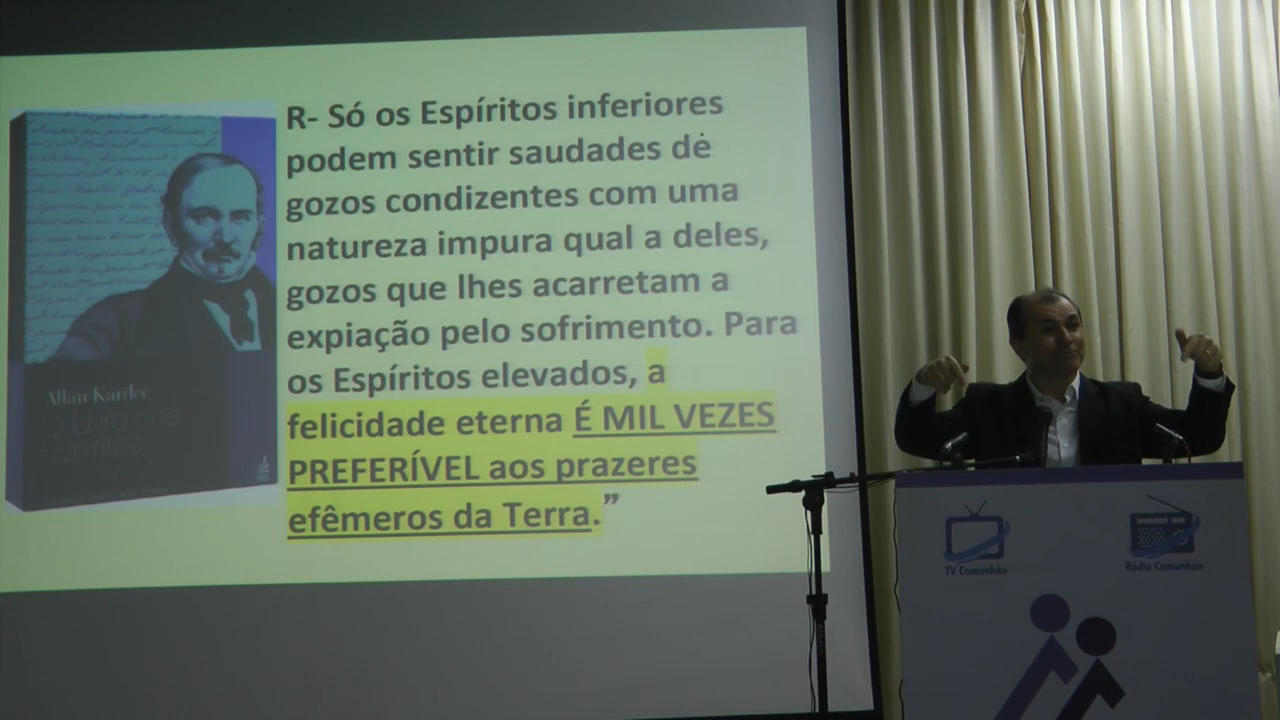 R- Só os Espíritos inferiores
podem sentir saudades de
gozos condizentes com uma
natureza impura qual a deles,
gozos que lhes acarretam a
expiação pelo sofrimento. Para
os Espíritos elevados, a
felicidade eterna É MIL VEZES
PREFERÍVEL aos prazeres
efêmeros da Terra.”
Allan Kardec
O Livro dos
Espíritos
TV Comunhão
Rádio Comunhão